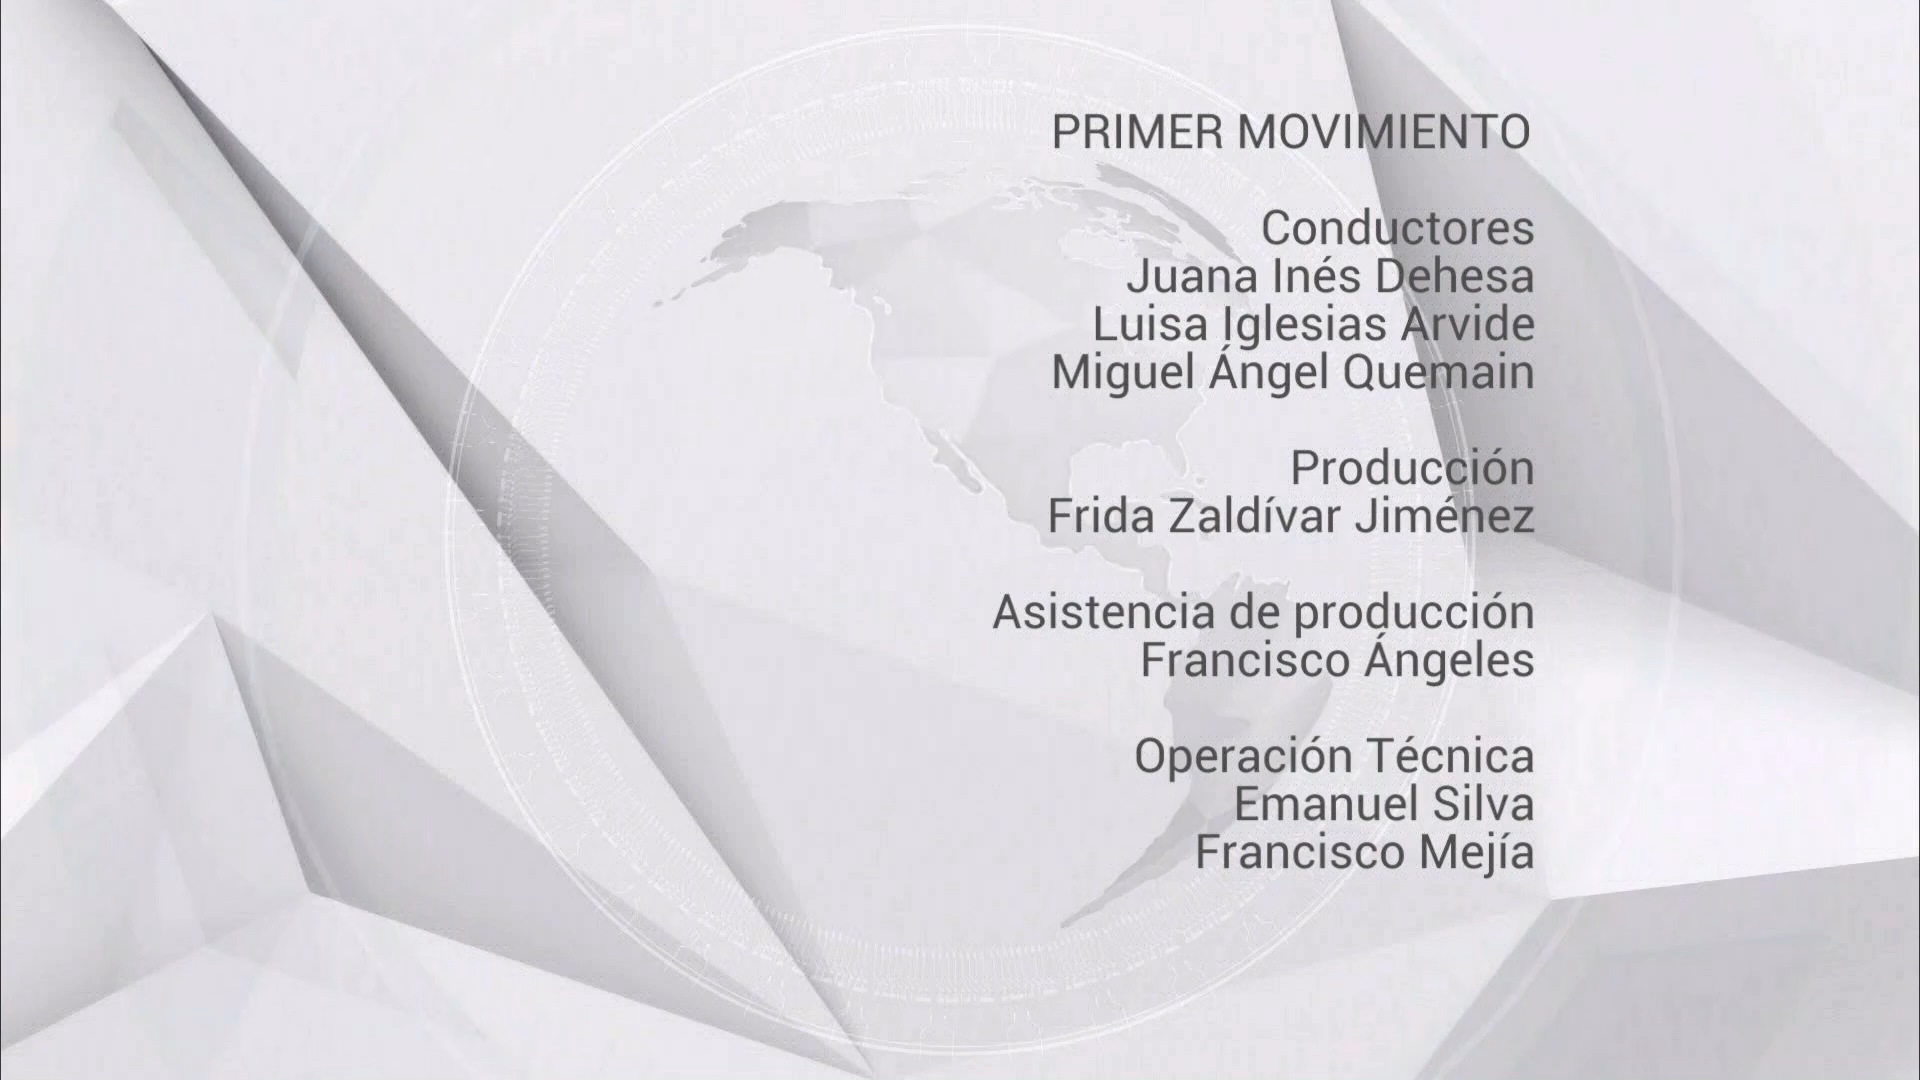 PRIMER MOVIMIENTO
Conductores
Juana Inés Dehesa
Luisa Iglesias Arvide
Miguel Ángel Quemain
Producción
Frida Zaldívar Jiménez
Asistencia de producción
Francisco Ángeles
Operación Técnica
Emanuel Silva
Francisco Mejía